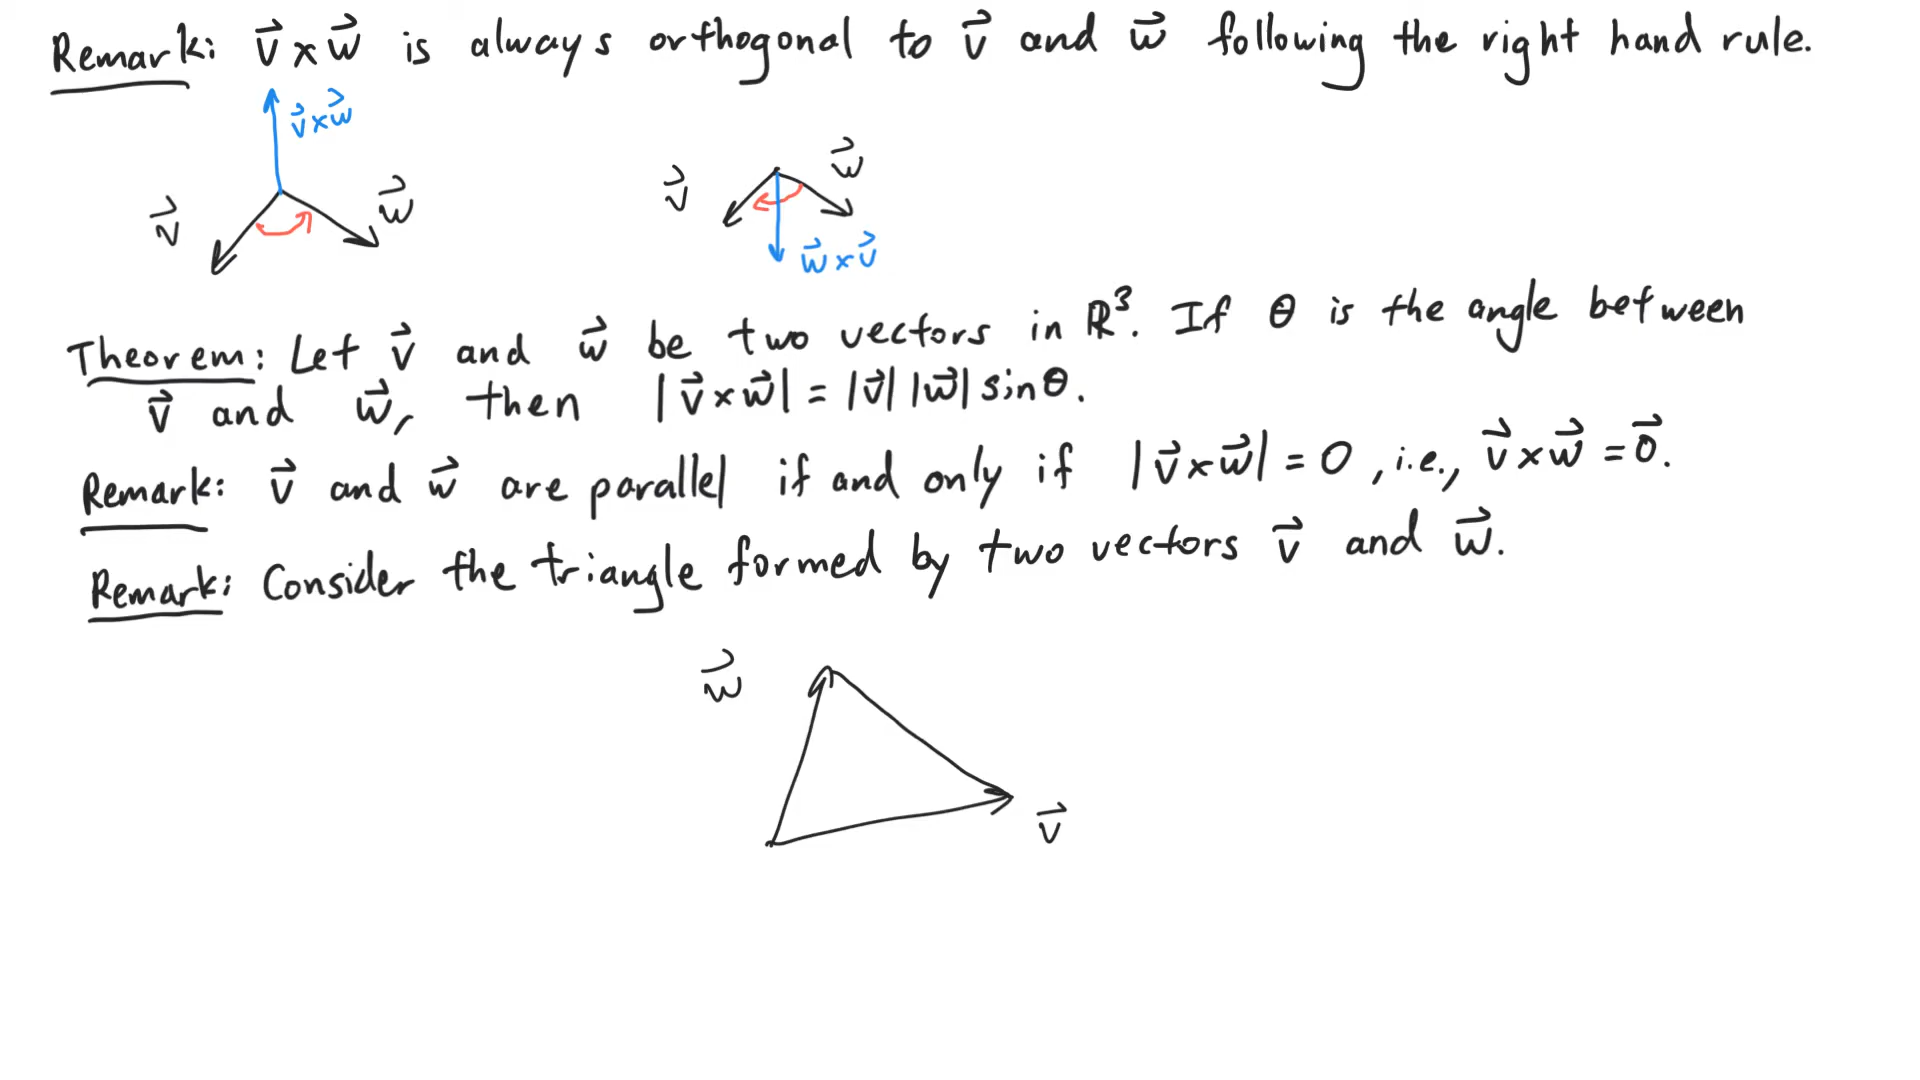 Remark: v⃗ × w⃗ is always orthogonal to v⃗ and w⃗ following the right hand rule.
v⃗ × w⃗
v⃗
w⃗
v⃗
w⃗
w⃗ × v⃗
Theorem: Let v⃗ and w⃗ be two vectors in ℝ³. If θ is the angle between
v⃗ and w⃗, then |v⃗ × w⃗| = |v⃗| |w⃗| sinθ.
Remark: v⃗ and w⃗ are parallel if and only if |v⃗ × w⃗| = 0, i.e., v⃗ × w⃗ = 0⃗.
Remark: Consider the triangle formed by two vectors v⃗ and w⃗.
w⃗
v⃗